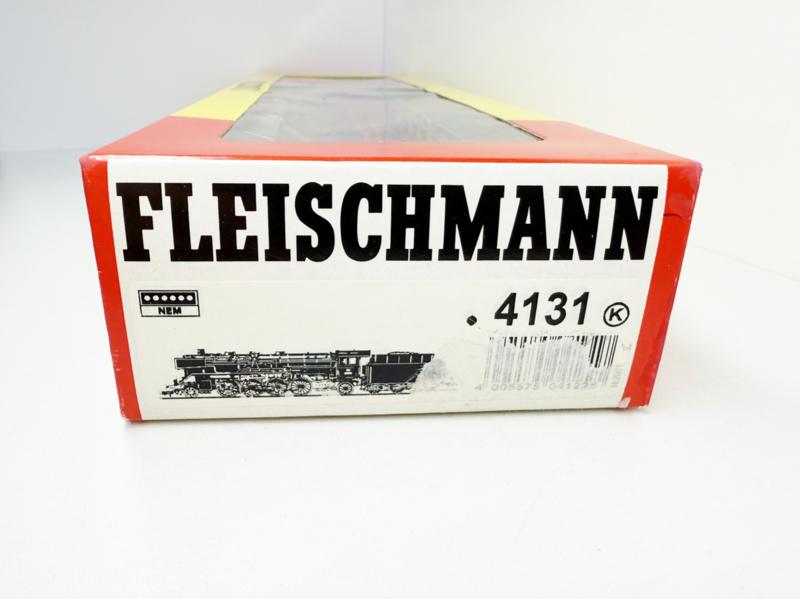 FLEISCHMANN
NEM
. 4131 K